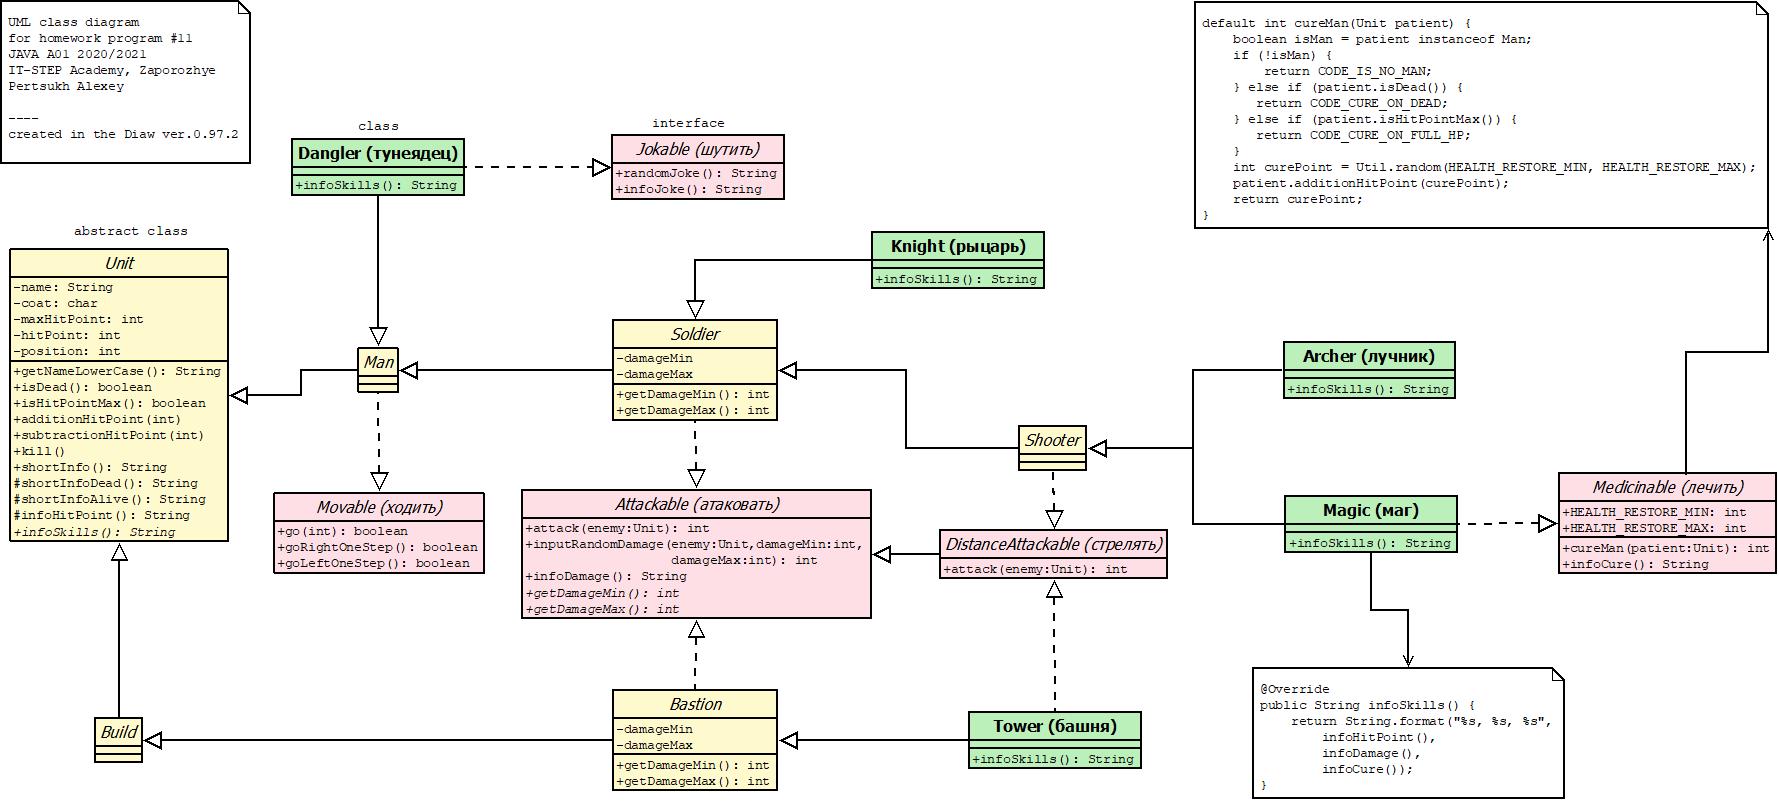 UML class diagram
for homework program #11
JAVA A01 2020/2021
IT-STEP Academy, Zaporozhye
Pertsukh Alexey
----
created in the Diaw ver.0.97.2
default int cureMan(Unit patient) {
boolean isMan = patient instanceof Man;
if (!isMan) {
return CODE_IS_NO_MAN;
} else if (patient.isDead()) {
return CODE_CURE_ON_DEAD;
} else if (patient.isHitPointMax()) {
return CODE_CURE_ON_FULL_HP;
}
int curePoint = Util.random(HEALTH_RESTORE_MIN, HEALTH_RESTORE_MAX);
patient.additionHitPoint(curePoint);
return curePoint;
}
class
Dangler (тунеядец)
+infoSkills(): String
interface
Jokable (шутить)
+randomJoke(): String
+infoJoke(): String
abstract class
Unit
-name: String
-coat: char
-maxHitPoint: int
-hitPoint: int
-position: int
+getNameLowerCase(): String
+isDead(): boolean
+isHitPointMax(): boolean
+additionHitPoint(int)
+subtractionHitPoint(int)
+kill()
+shortInfo(): String
#shortInfoDead(): String
#shortInfoAlive(): String
#infoHitPoint(): String
+infoSkills(): String
Knight (рыцарь)
+infoSkills(): String
Man
Soldier
-damageMin
-damageMax
+getDamageMin(): int
+getDamageMax(): int
Archer (лучник)
+infoSkills(): String
Shooter
Movable (ходить)
+go(int): boolean
+goRightOneStep(): boolean
+goLeftOneStep(): boolean
Attackable (атаковать)
+attack(enemy:Unit): int
+inputRandomDamage(enemy:Unit,damageMin:int,
damageMax:int): int
+infoDamage(): String
+getDamageMin(): int
+getDamageMax(): int
DistanceAttackable (стрелять)
+attack(enemy:Unit): int
Magic (маг)
+infoSkills(): String
Medicinable (лечить)
+HEALTH_RESTORE_MIN: int
+HEALTH_RESTORE_MAX: int
+cureMan(patient:Unit): int
+infoCure(): String
Build
Bastion
-damageMin
-damageMax
+getDamageMin(): int
+getDamageMax(): int
Tower (башня)
+infoSkills(): String
@Override
public String infoSkills() {
return String.format("%s, %s, %s",
infoHitPoint(),
infoDamage(),
infoCure());
}